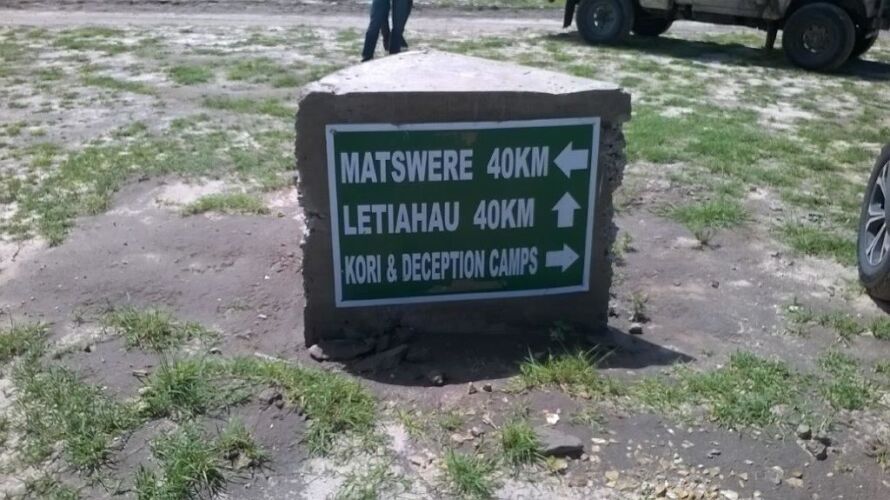 MATSWERE 40KM ←
LETIAHAU 40KM ↑
KORI & DECEPTION CAMPS →